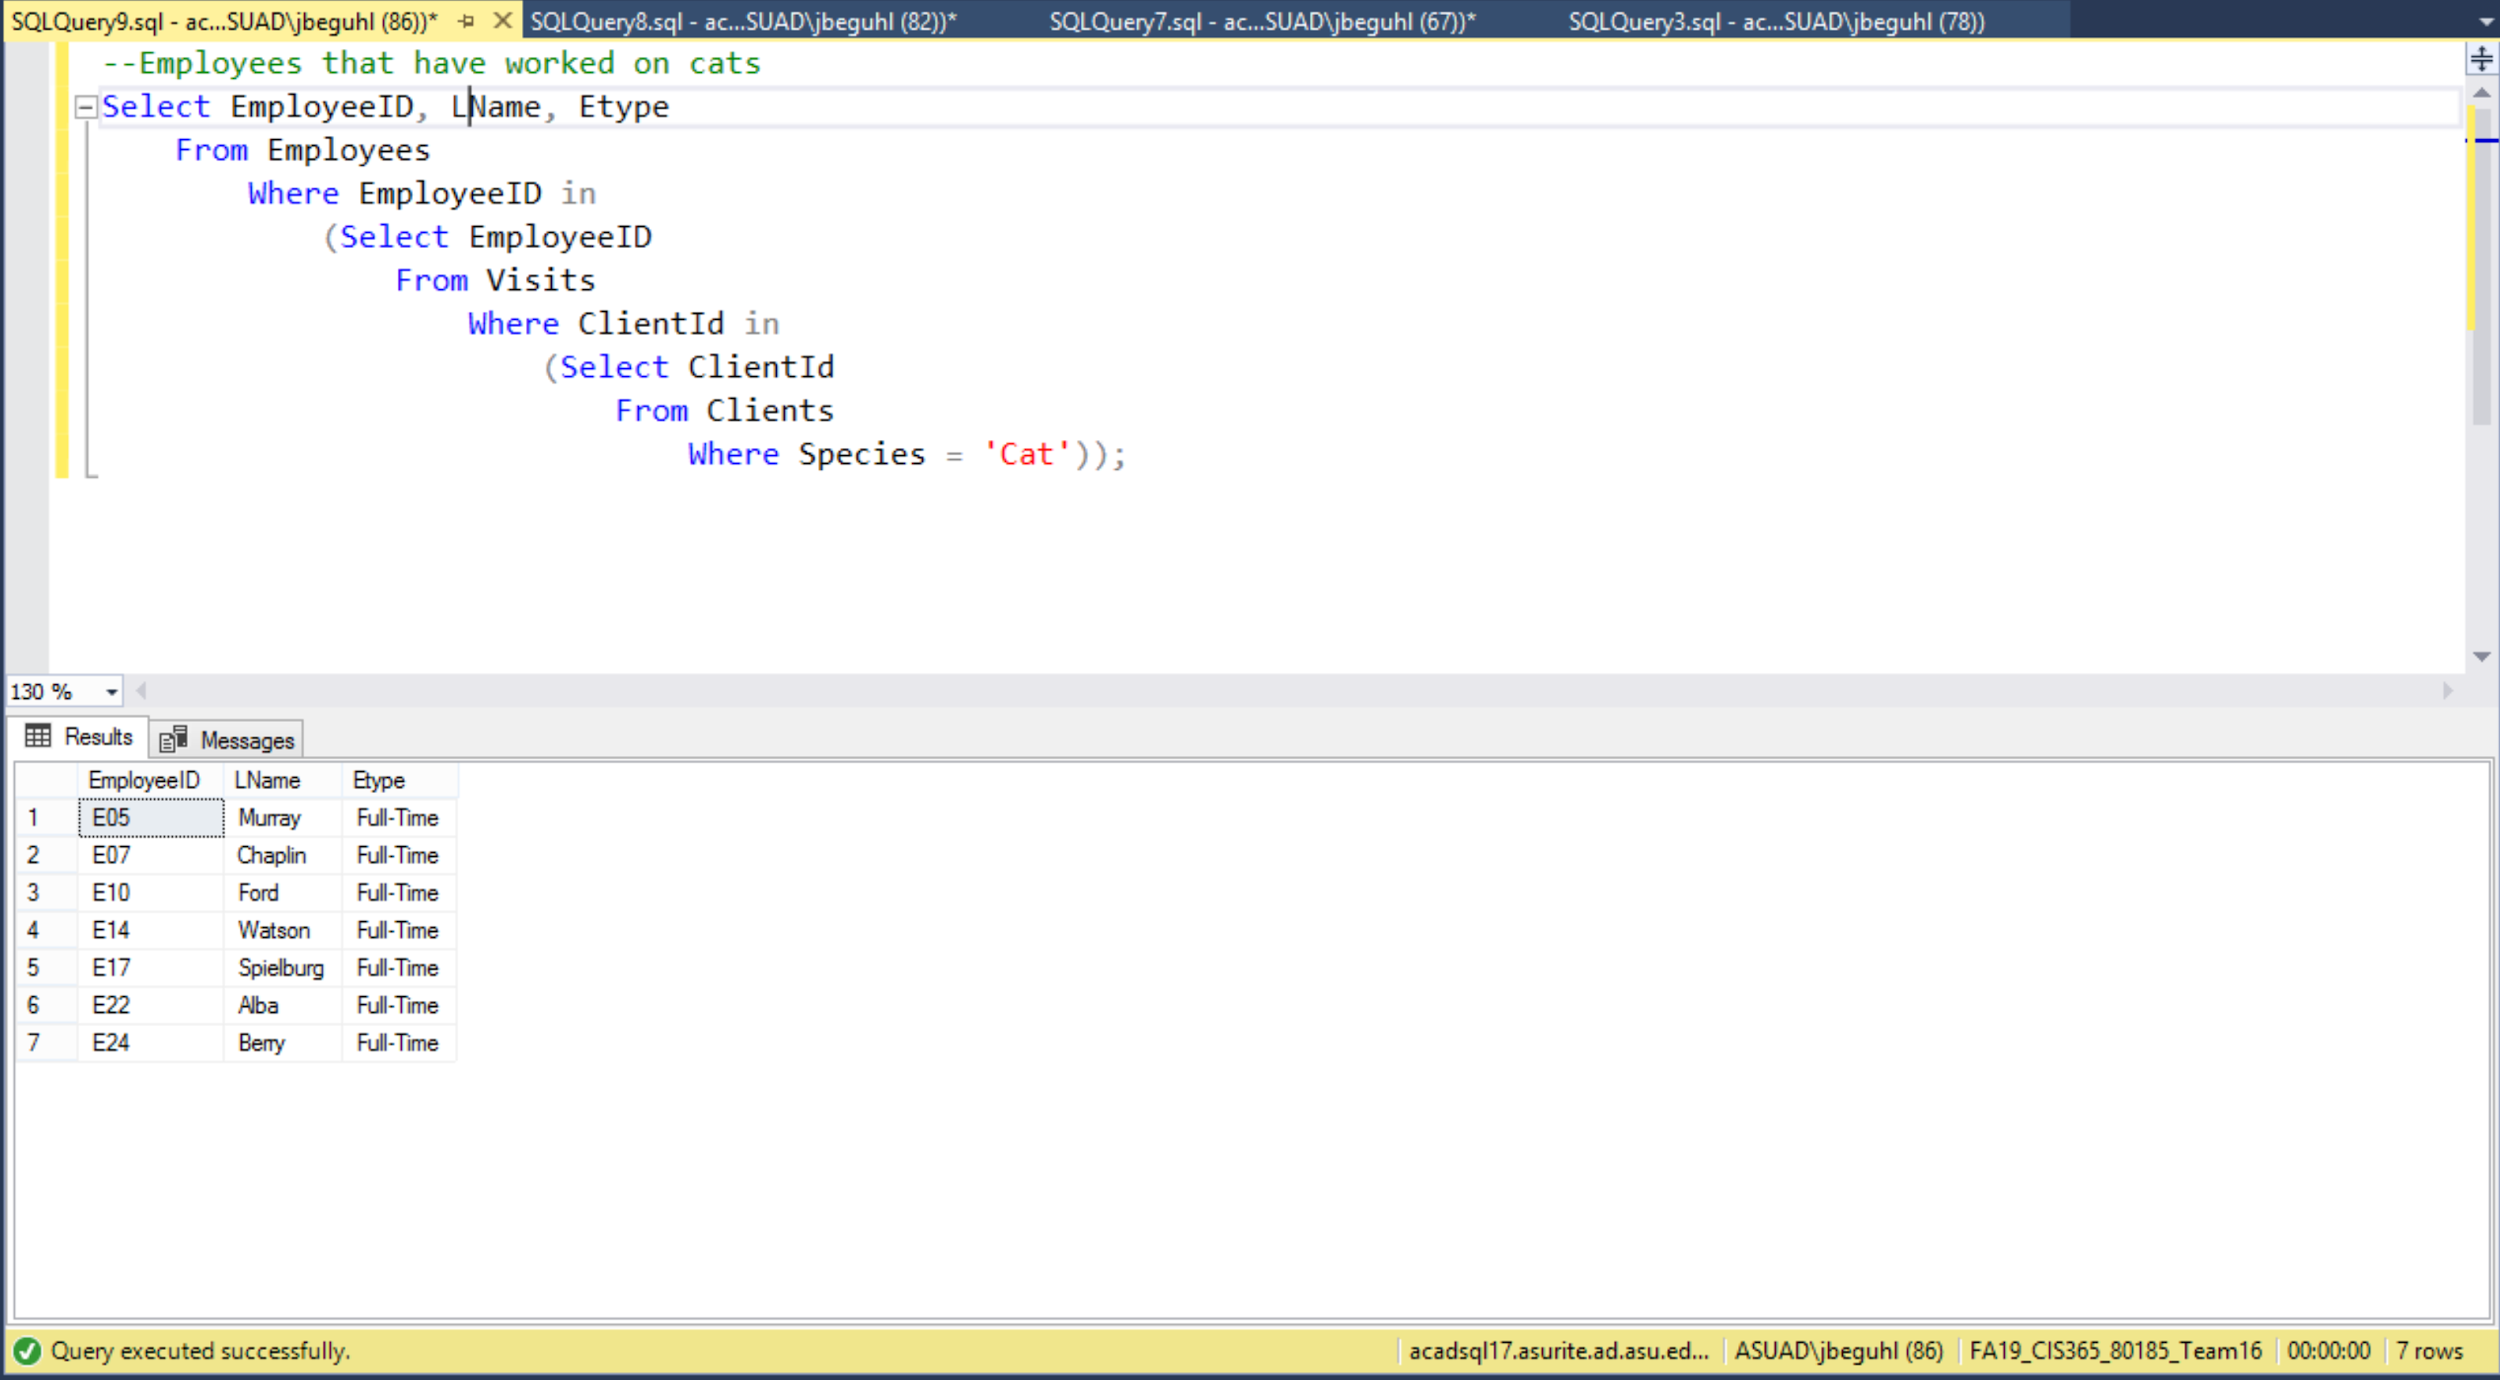 SQLQuery9.sql - ac...SUAD\jbeguhl (86))* SQLQuery8.sql - ac...SUAD\jbeguhl (82))* SQLQuery7.sql - ac...SUAD\jbeguhl (67))* SQLQuery3.sql - ac...SUAD\jbeguhl (78))
--Employees that have worked on cats
Select EmployeeID, LName, Etype
From Employees
Where EmployeeID in
(Select EmployeeID
From Visits
Where ClientId in
(Select ClientId
From Clients
Where Species = 'Cat'));
130 %
Results Messages
EmployeeID LName Etype
1 E05 Murray Full-Time
2 E07 Chaplin Full-Time
3 E10 Ford Full-Time
4 E14 Watson Full-Time
5 E17 Spielburg Full-Time
6 E22 Alba Full-Time
7 E24 Berry Full-Time
Query executed successfully. acadsql17.asurite.ad.asu.ed... ASUAD\jbeguhl (86) FA19_CIS365_80185_Team16 00:00:00 7 rows